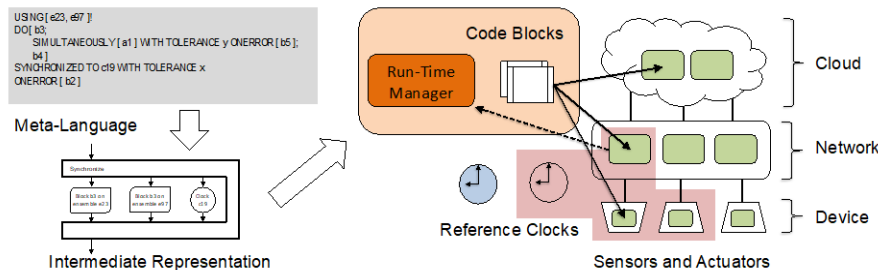 USING[ e23, e97 ]!
DO[ b3;
SIMULTANEOUSLY [ a1 ] WITH TOLERANCE y ONERROR [ b5 ];
b4 ]
SYNCHRONIZED TO c19 WITH TOLERANCE x
ONERROR [ b2 ]
Meta-Language
Synchronize
Block b3 on
ensemble e23
Block b3 on
ensemble e97
Clock
c19
Intermediate Representation
Code Blocks
Run-Time
Manager
Reference Clocks
Cloud
Network
Device
Sensors and Actuators